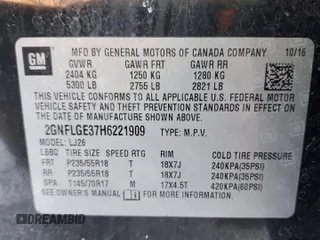 GM
MFD BY GENERAL MOTORS OF CANADA COMPANY 10/16
GVWR GAWR FRT GAWR RR
2404 KG 1250 KG 1280 KG
5300 LB 2755 LB 2821 LB
THIS VEHICLE CONFORMS TO ALL APPLICABLE U.S. FEDERAL
MOTOR VEHICLE SAFETY, BUMPER, AND THEFT PREVENTION
STANDARDS IN EFFECT ON THE DATE OF MANUFACTURE SHOWN
ABOVE.
2GNFLGE37H6221909 TYPE: M.P.V.
MODEL: LJ26
LBBQ TIRE SIZE SPEED RTG RIM COLD TIRE PRESSURE
FRT P235/55R18 T 18X7J 240KPA(35PSI)
RR P235/55R18 T 18X7J 240KPA(35PSI)
SPA T145/70R17 M 17X4.5T 420KPA(60PSI)
DREAMBID